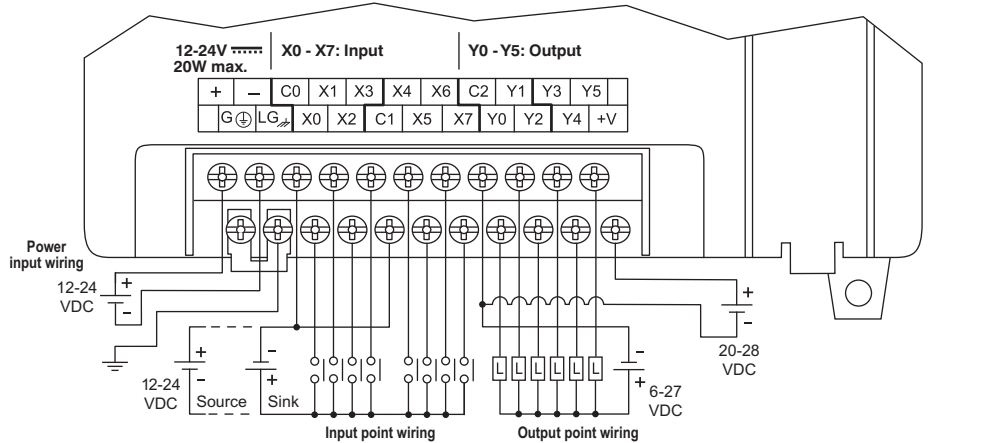 12-24V
20W max.
X0 - X7: Input
Y0 - Y5: Output
+ – C0 X1 X3 X4 X6 C2 Y1 Y3 Y5
G LG X0 X2 C1 X5 X7 Y0 Y2 Y4 +V
Power
input wiring
12-24
VDC
+
-
+
-
12-24
VDC
Source
-
+
Sink
L L L L L L
-
+
6-27
VDC
+
-
20-28
VDC
Input point wiring
Output point wiring